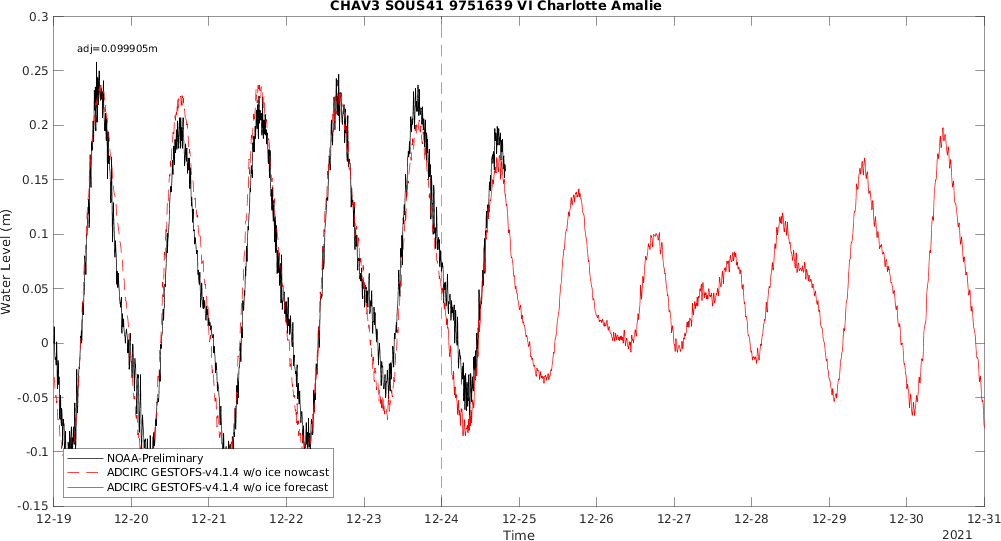 CHAV3 SOUS41 9751639 VI Charlotte Amalie
adj=0.099905m
0.3
0.25
0.2
0.15
0.1
0.05
0
-0.05
-0.1
-0.15
Water Level (m)
NOAA-Preliminary
ADCIRC GESTOFS-v4.1.4 w/o ice nowcast
ADCIRC GESTOFS-v4.1.4 w/o ice forecast
12-19 12-20 12-21 12-22 12-23 12-24 12-25 12-26 12-27 12-28 12-29 12-30 12-31
Time
2021